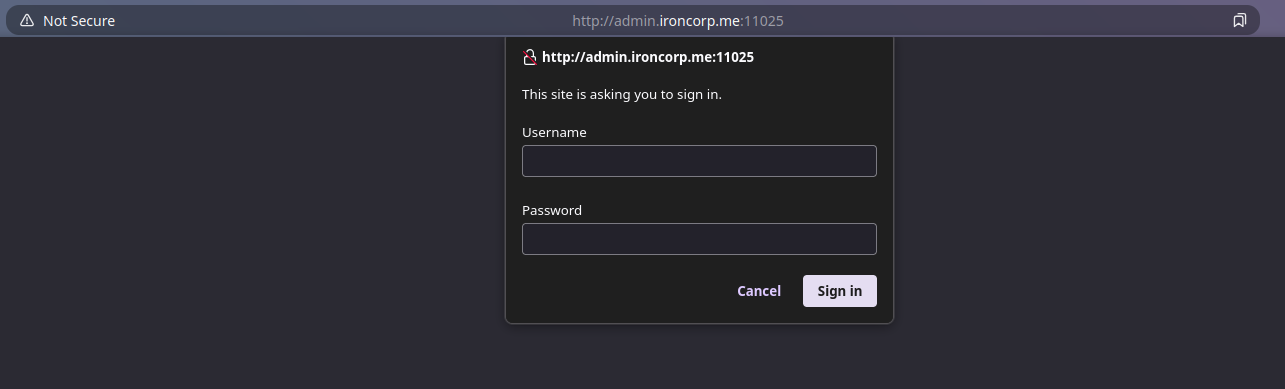 Not Secure
http://admin.ironcorp.me:11025
http://admin.ironcorp.me:11025
This site is asking you to sign in.
Username
Password
Cancel
Sign in